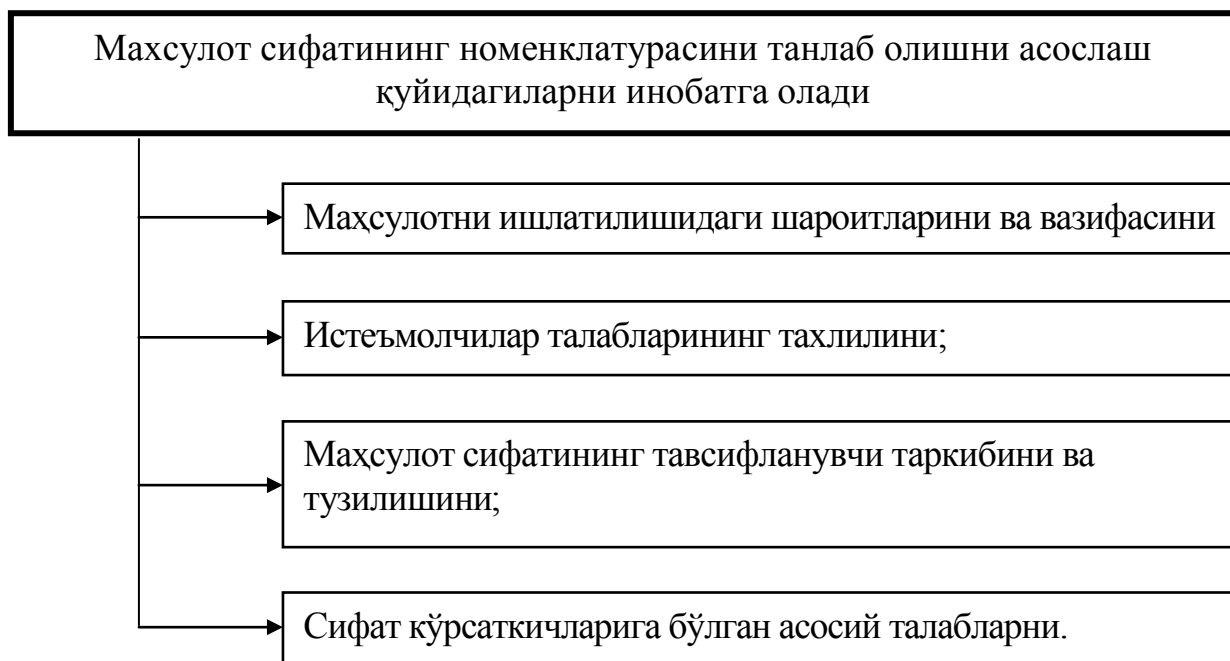 Махсулот сифатининг номенклатурасини танлаб олишни асослаш
қуйидагиларни инобатга олади
Маҳсулотни ишлатилишидаги шароитларини ва вазифасини
Истеъмолчилар талабларининг тахлилини;
Маҳсулот сифатининг тавсифланувчи таркибини ва
тузилишини;
Сифат кўрсаткичларига бўлган асосий талабларни.